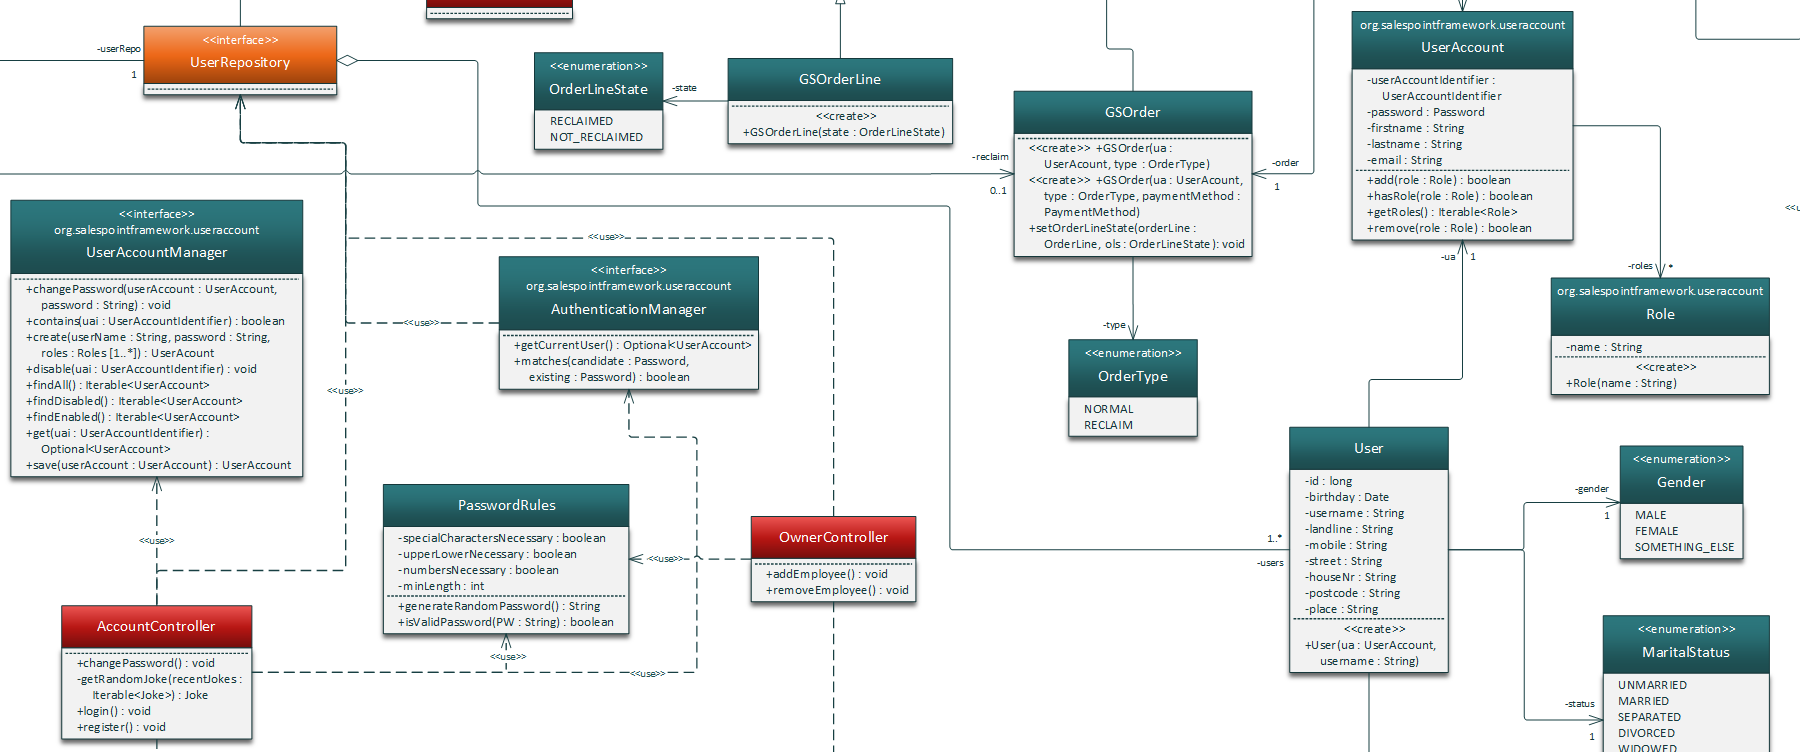 <<interface>>
UserRepository
-userRepo
1
<<enumeration>>
OrderLineState
RECLAIMED
NOT_RECLAIMED
-state
GSOrderLine
<<create>>
+GSOrderLine(state : OrderLineState)
GSOrder
<<create>> +GSOrder(ua :
UserAcount, type : OrderType)
<<create>> +GSOrder(ua : UserAcount,
type : OrderType, paymentMethod :
PaymentMethod)
+setOrderLineState(orderLine :
OrderLine, ols : OrderLineState) : void
-reclaim
0..1
-order
1
org.salespointframework.useraccount
UserAccount
-userAccountIdentifier :
UserAccountIdentifier
-password : Password
-firstname : String
-lastname : String
-email : String
+add(role : Role) : boolean
+hasRole(role : Role) : boolean
+getRoles() : Iterable<Role>
+remove(role : Role) : boolean
-ua
1
-roles
*
<<u
<<interface>>
org.salespointframework.useraccount
UserAccountManager
+changePassword(userAccount : UserAccount,
password : String) : void
+contains(uai : UserAccountIdentifier) : boolean
+create(userName : String, password : String,
roles : Roles [1..*]) : UserAcount
+disable(uai : UserAccountIdentifier) : void
+findAll() : Iterable<UserAccount>
+findDisabled() : Iterable<UserAccount>
+findEnabled() : Iterable<UserAccount>
+get(uai : UserAccountIdentifier) :
Optional<UserAccount>
+save(userAccount : UserAccount) : UserAccount
<<use>>
<<use>>
<<use>>
<<use>>
<<interface>>
org.salespointframework.useraccount
AuthenticationManager
+getCurrentUser() : Optional<UserAccount>
+matches(candidate : Password,
existing : Password) : boolean
-type
<<enumeration>>
OrderType
NORMAL
RECLAIM
org.salespointframework.useraccount
Role
-name : String
<<create>>
+Role(name : String)
PasswordRules
-specialCharactersNecessary : boolean
-upperLowerNecessary : boolean
-numbersNecessary : boolean
-minLength : int
+generateRandomPassword() : String
+isValidPassword(PW : String) : boolean
<<use>>
<<use>>
<<use>>
OwnerController
+addEmployee() : void
+removeEmployee() : void
AccountController
+changePassword() : void
-getRandomJoke(recentJokes :
Iterable<Joke>) : Joke
+login() : void
+register() : void
1..*
-users
User
-id : long
-birthday : Date
-username : String
-landline : String
-mobile : String
-street : String
-houseNr : String
-postcode : String
-place : String
<<create>>
+User(ua : UserAccount,
username : String)
-gender
1
<<enumeration>>
Gender
MALE
FEMALE
SOMETHING_ELSE
-status
1
<<enumeration>>
MaritalStatus
UNMARRIED
MARRIED
SEPARATED
DIVORCED
WIDOWED